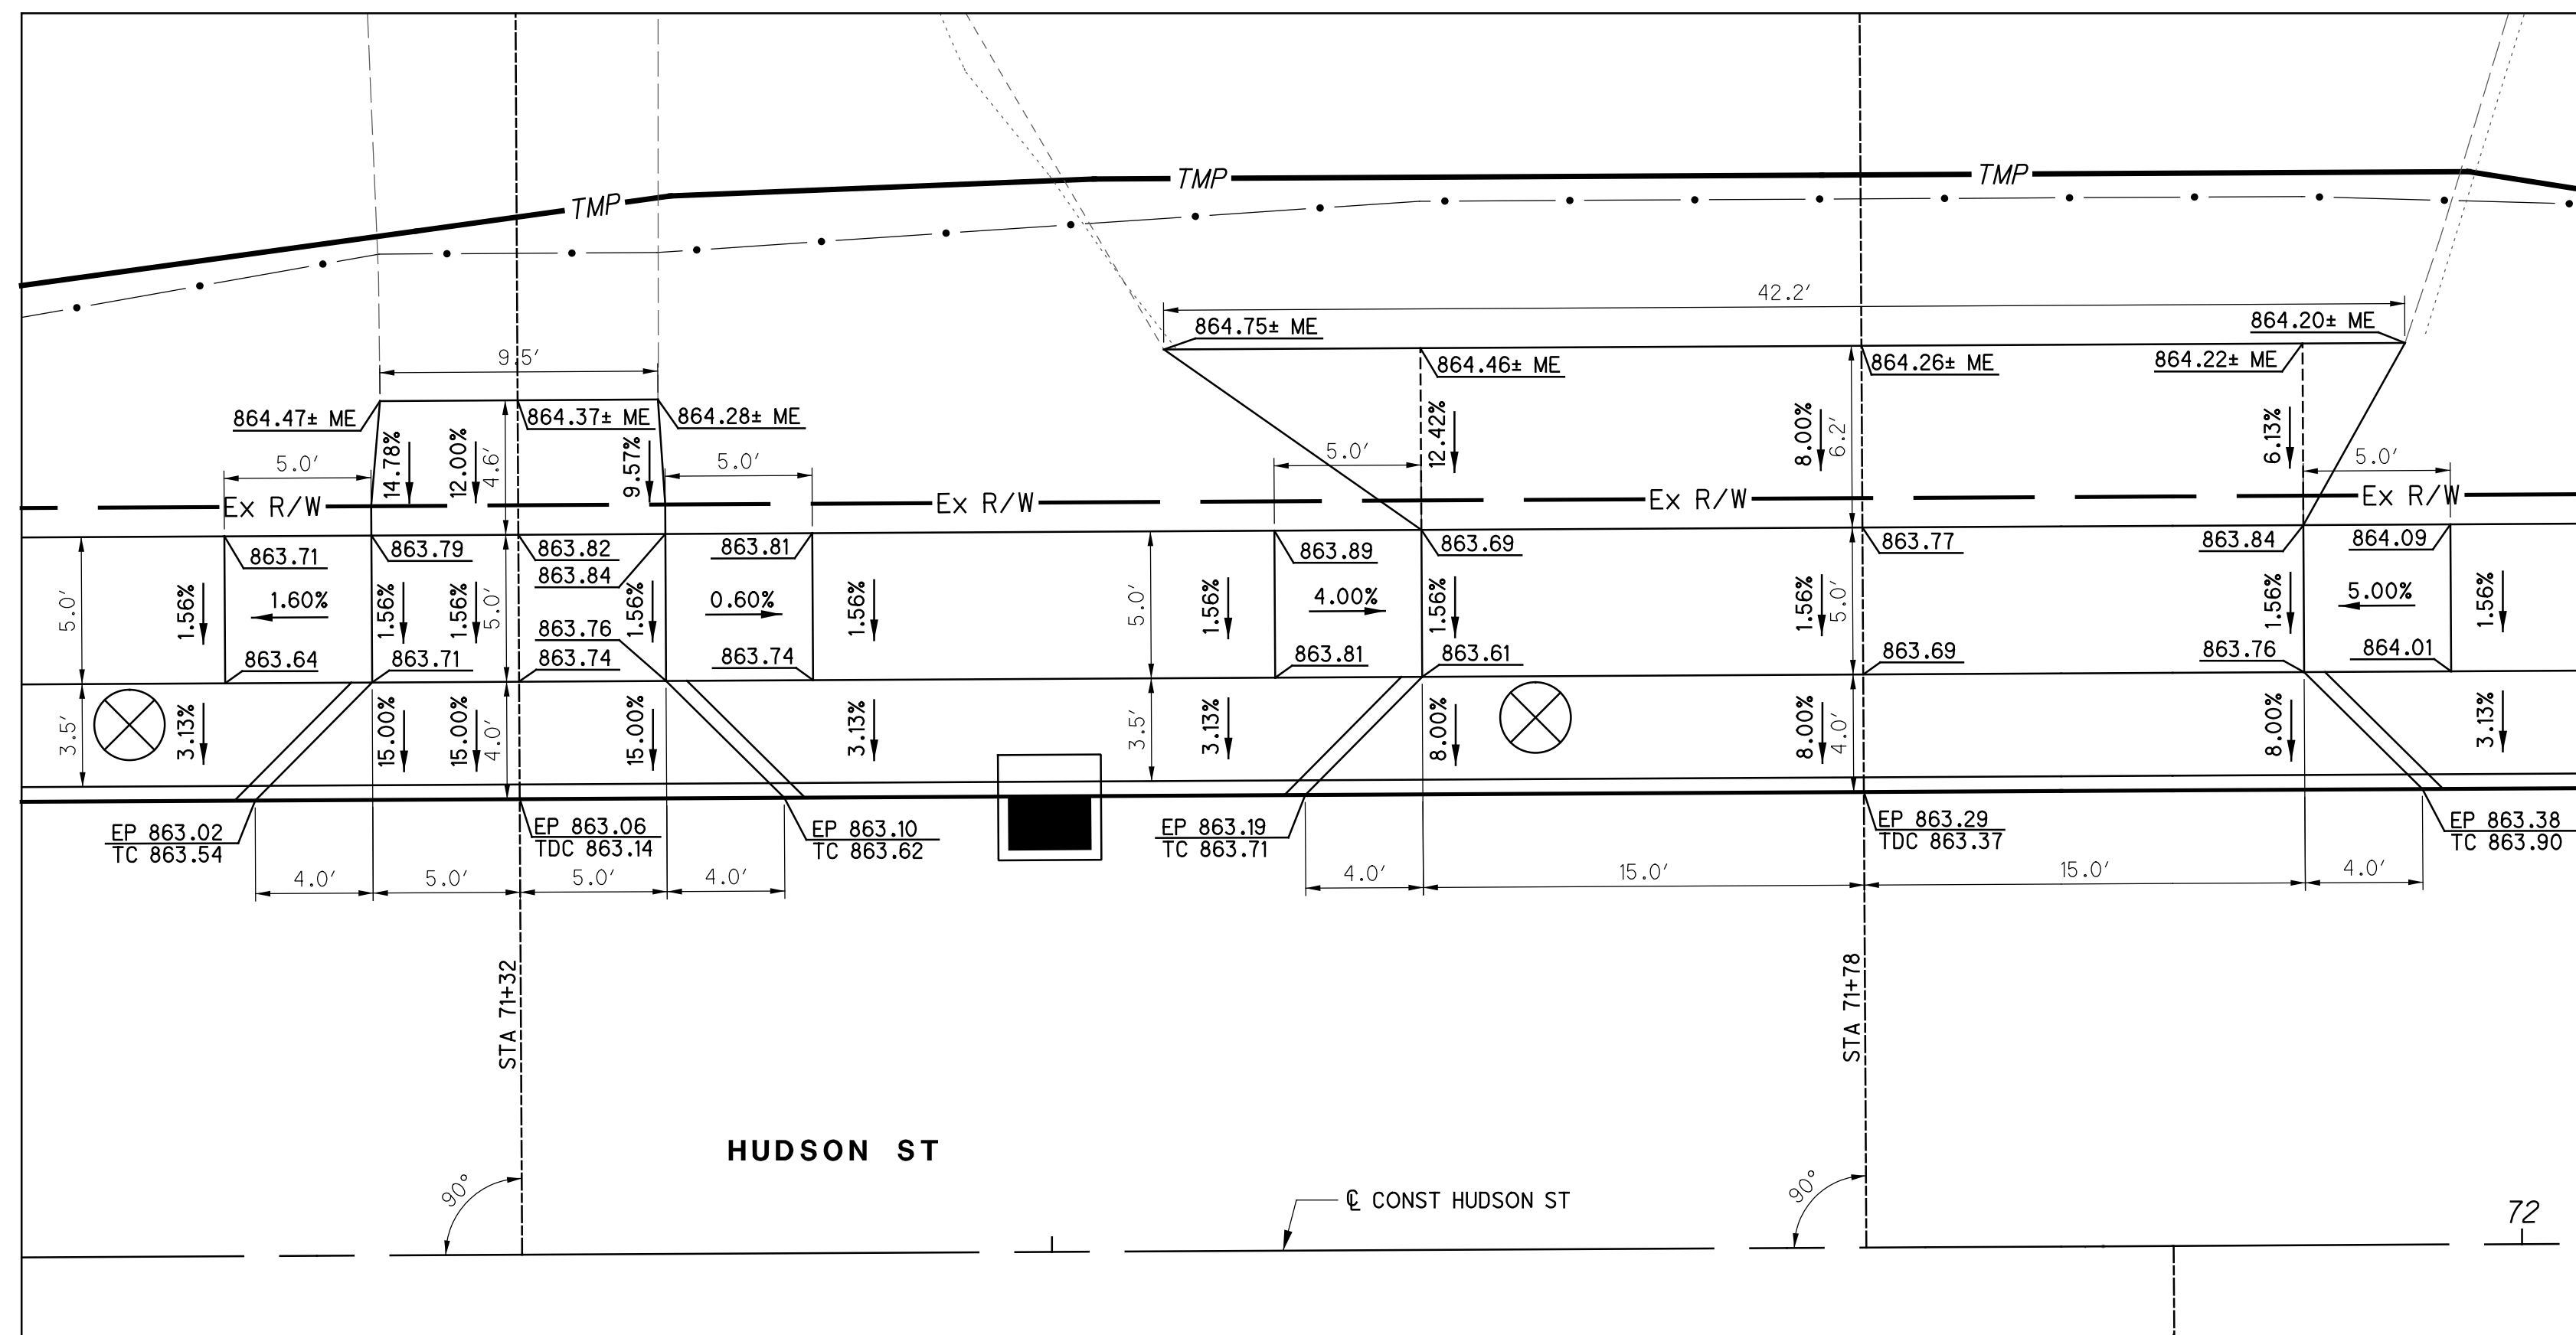 TMP
TMP
TMP
42.2′
864.75± ME
864.20± ME
9.5′
864.46± ME
864.26± ME
864.22± ME
864.47± ME
864.37± ME
864.28± ME
14.78%
12.00%
4.6′
9.57%
12.42%
8.00%
6.2′
6.13%
5.0′
5.0′
5.0′
5.0′
Ex R/W
Ex R/W
Ex R/W
Ex R/W
863.71
863.79
863.82
863.84
863.81
863.89
863.69
863.77
863.84
864.09
5.0′
1.56%
1.60%
1.56%
1.56%
5.0′
1.56%
0.60%
1.56%
5.0′
1.56%
4.00%
1.56%
1.56%
5.0′
1.56%
5.00%
1.56%
863.64
863.71
863.76
863.74
863.74
863.81
863.61
863.69
863.76
864.01
3.5′
3.13%
15.00%
15.00%
4.0′
15.00%
3.13%
3.5′
3.13%
8.00%
8.00%
4.0′
8.00%
3.13%
EP 863.02
TC 863.54
EP 863.06
TDC 863.14
EP 863.10
TC 863.62
EP 863.19
TC 863.71
EP 863.29
TDC 863.37
EP 863.38
TC 863.90
4.0′
5.0′
5.0′
4.0′
4.0′
15.0′
15.0′
4.0′
STA 71+32
STA 71+78
HUDSON ST
90°
90°
℄ CONST HUDSON ST
72